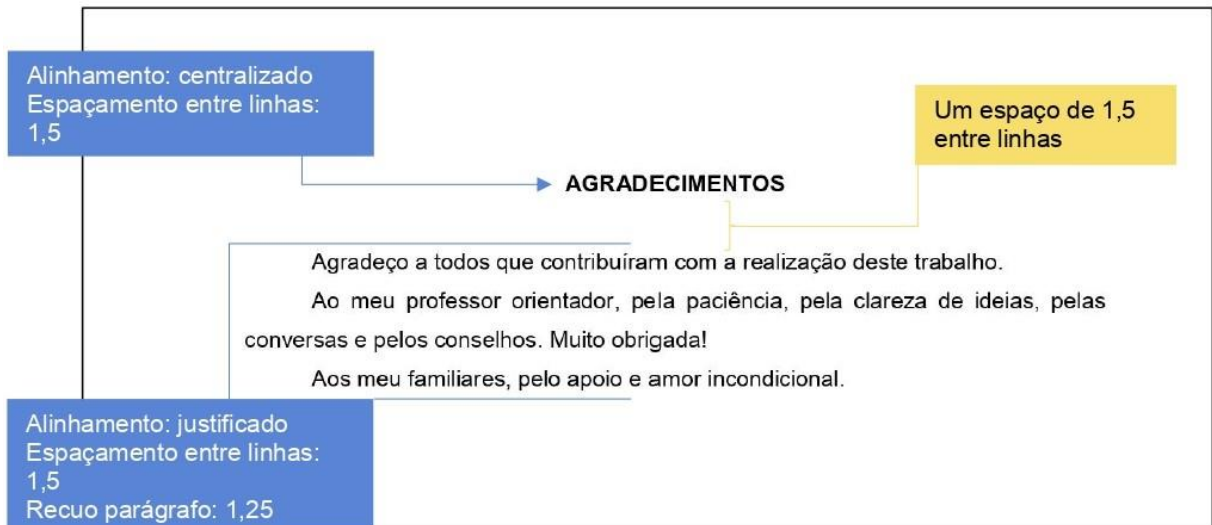 Alinhamento: centralizado
Espaçamento entre linhas:
1,5
Um espaço de 1,5
entre linhas
AGRADECIMENTOS
Agradeço a todos que contribuíram com a realização deste trabalho.
Ao meu professor orientador, pela paciência, pela clareza de ideias, pelas
conversas e pelos conselhos. Muito obrigada!
Aos meu familiares, pelo apoio e amor incondicional.
Alinhamento: justificado
Espaçamento entre linhas:
1,5
Recuo parágrafo: 1,25